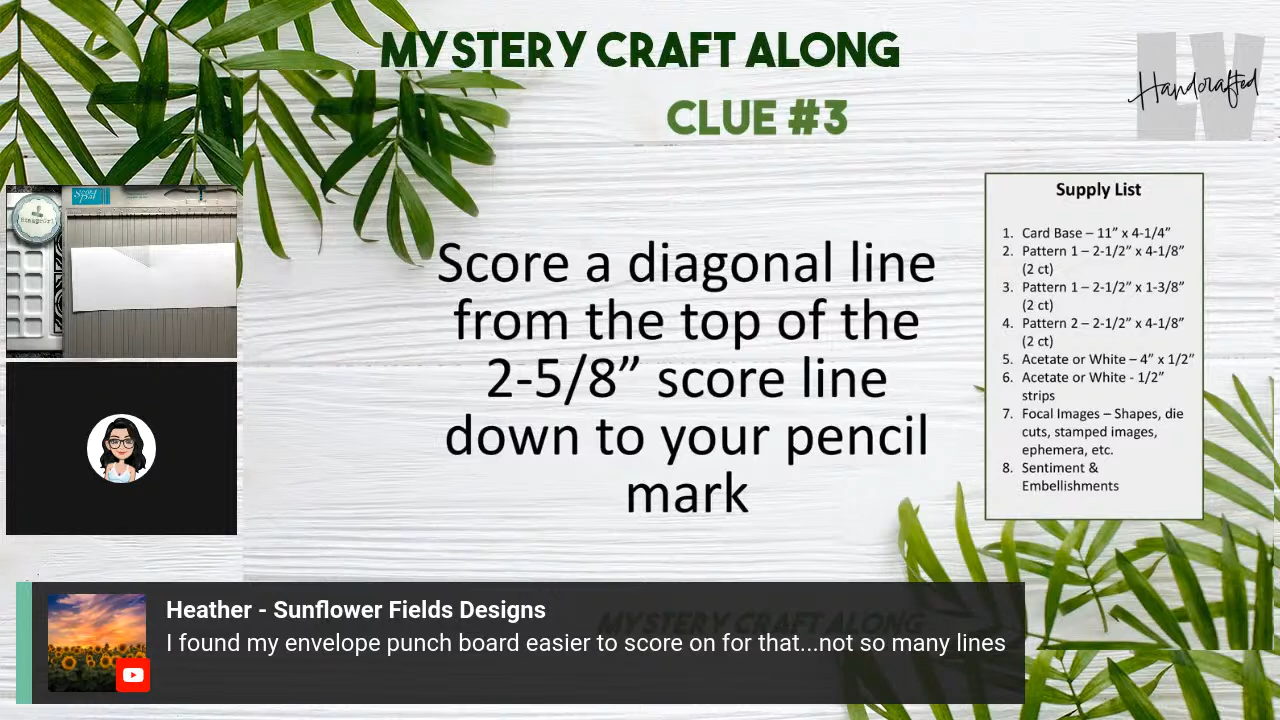 MYSTERY CRAFT ALONG
CLUE #3
Handcrafted
Supply List
1. Card Base – 11” x 4-1/4”
2. Pattern 1 – 2-1/2” x 4-1/8”
(2 ct)
3. Pattern 1 – 2-1/2” x 1-3/8”
(2 ct)
4. Pattern 2 – 2-1/2” x 4-1/8”
(2 ct)
5. Acetate or White – 4” x 1/2”
6. Acetate or White - 1/2”
strips
7. Focal Images – Shapes, die
cuts, stamped images,
ephemera, etc.
8. Sentiment &
Embellishments
Score a diagonal line
from the top of the
2-5/8” score line
down to your pencil
mark
MYSTERY CRAFT ALONG
Heather - Sunflower Fields Designs
I found my envelope punch board easier to score on for that...not so many lines